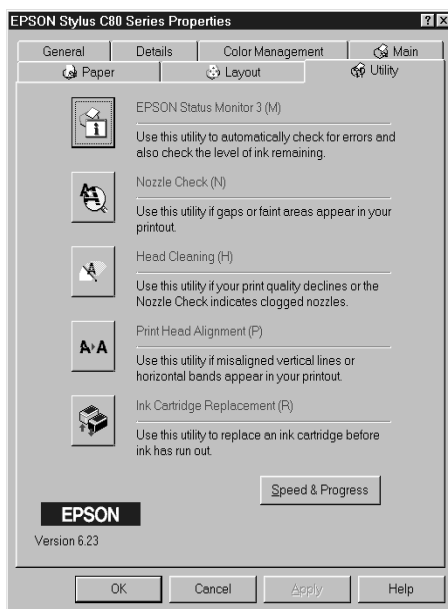 EPSON Stylus C80 Series Properties
General Details Color Management Main
Paper Layout Utility
EPSON Status Monitor 3 (M)
Use this utility to automatically check for errors and
also check the level of ink remaining.
Nozzle Check (N)
Use this utility if gaps or faint areas appear in your
printout.
Head Cleaning (H)
Use this utility if your print quality declines or the
Nozzle Check indicates clogged nozzles.
Print Head Alignment (P)
A A
Use this utility if misaligned vertical lines or
horizontal bands appear in your printout.
Ink Cartridge Replacement (R)
Use this utility to replace an ink cartridge before
ink has run out.
Speed & Progress
EPSON
Version 6.23
OK Cancel Apply Help